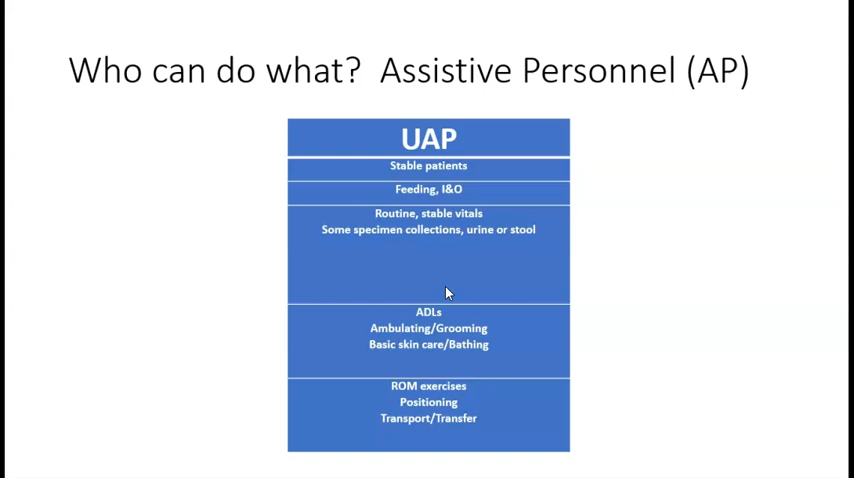 Who can do what?  Assistive Personnel (AP)
UAP
Stable patients
Feeding, I&O
Routine, stable vitals
Some specimen collections, urine or stool
ADLs
Ambulating/Grooming
Basic skin care/Bathing
ROM exercises
Positioning
Transport/Transfer